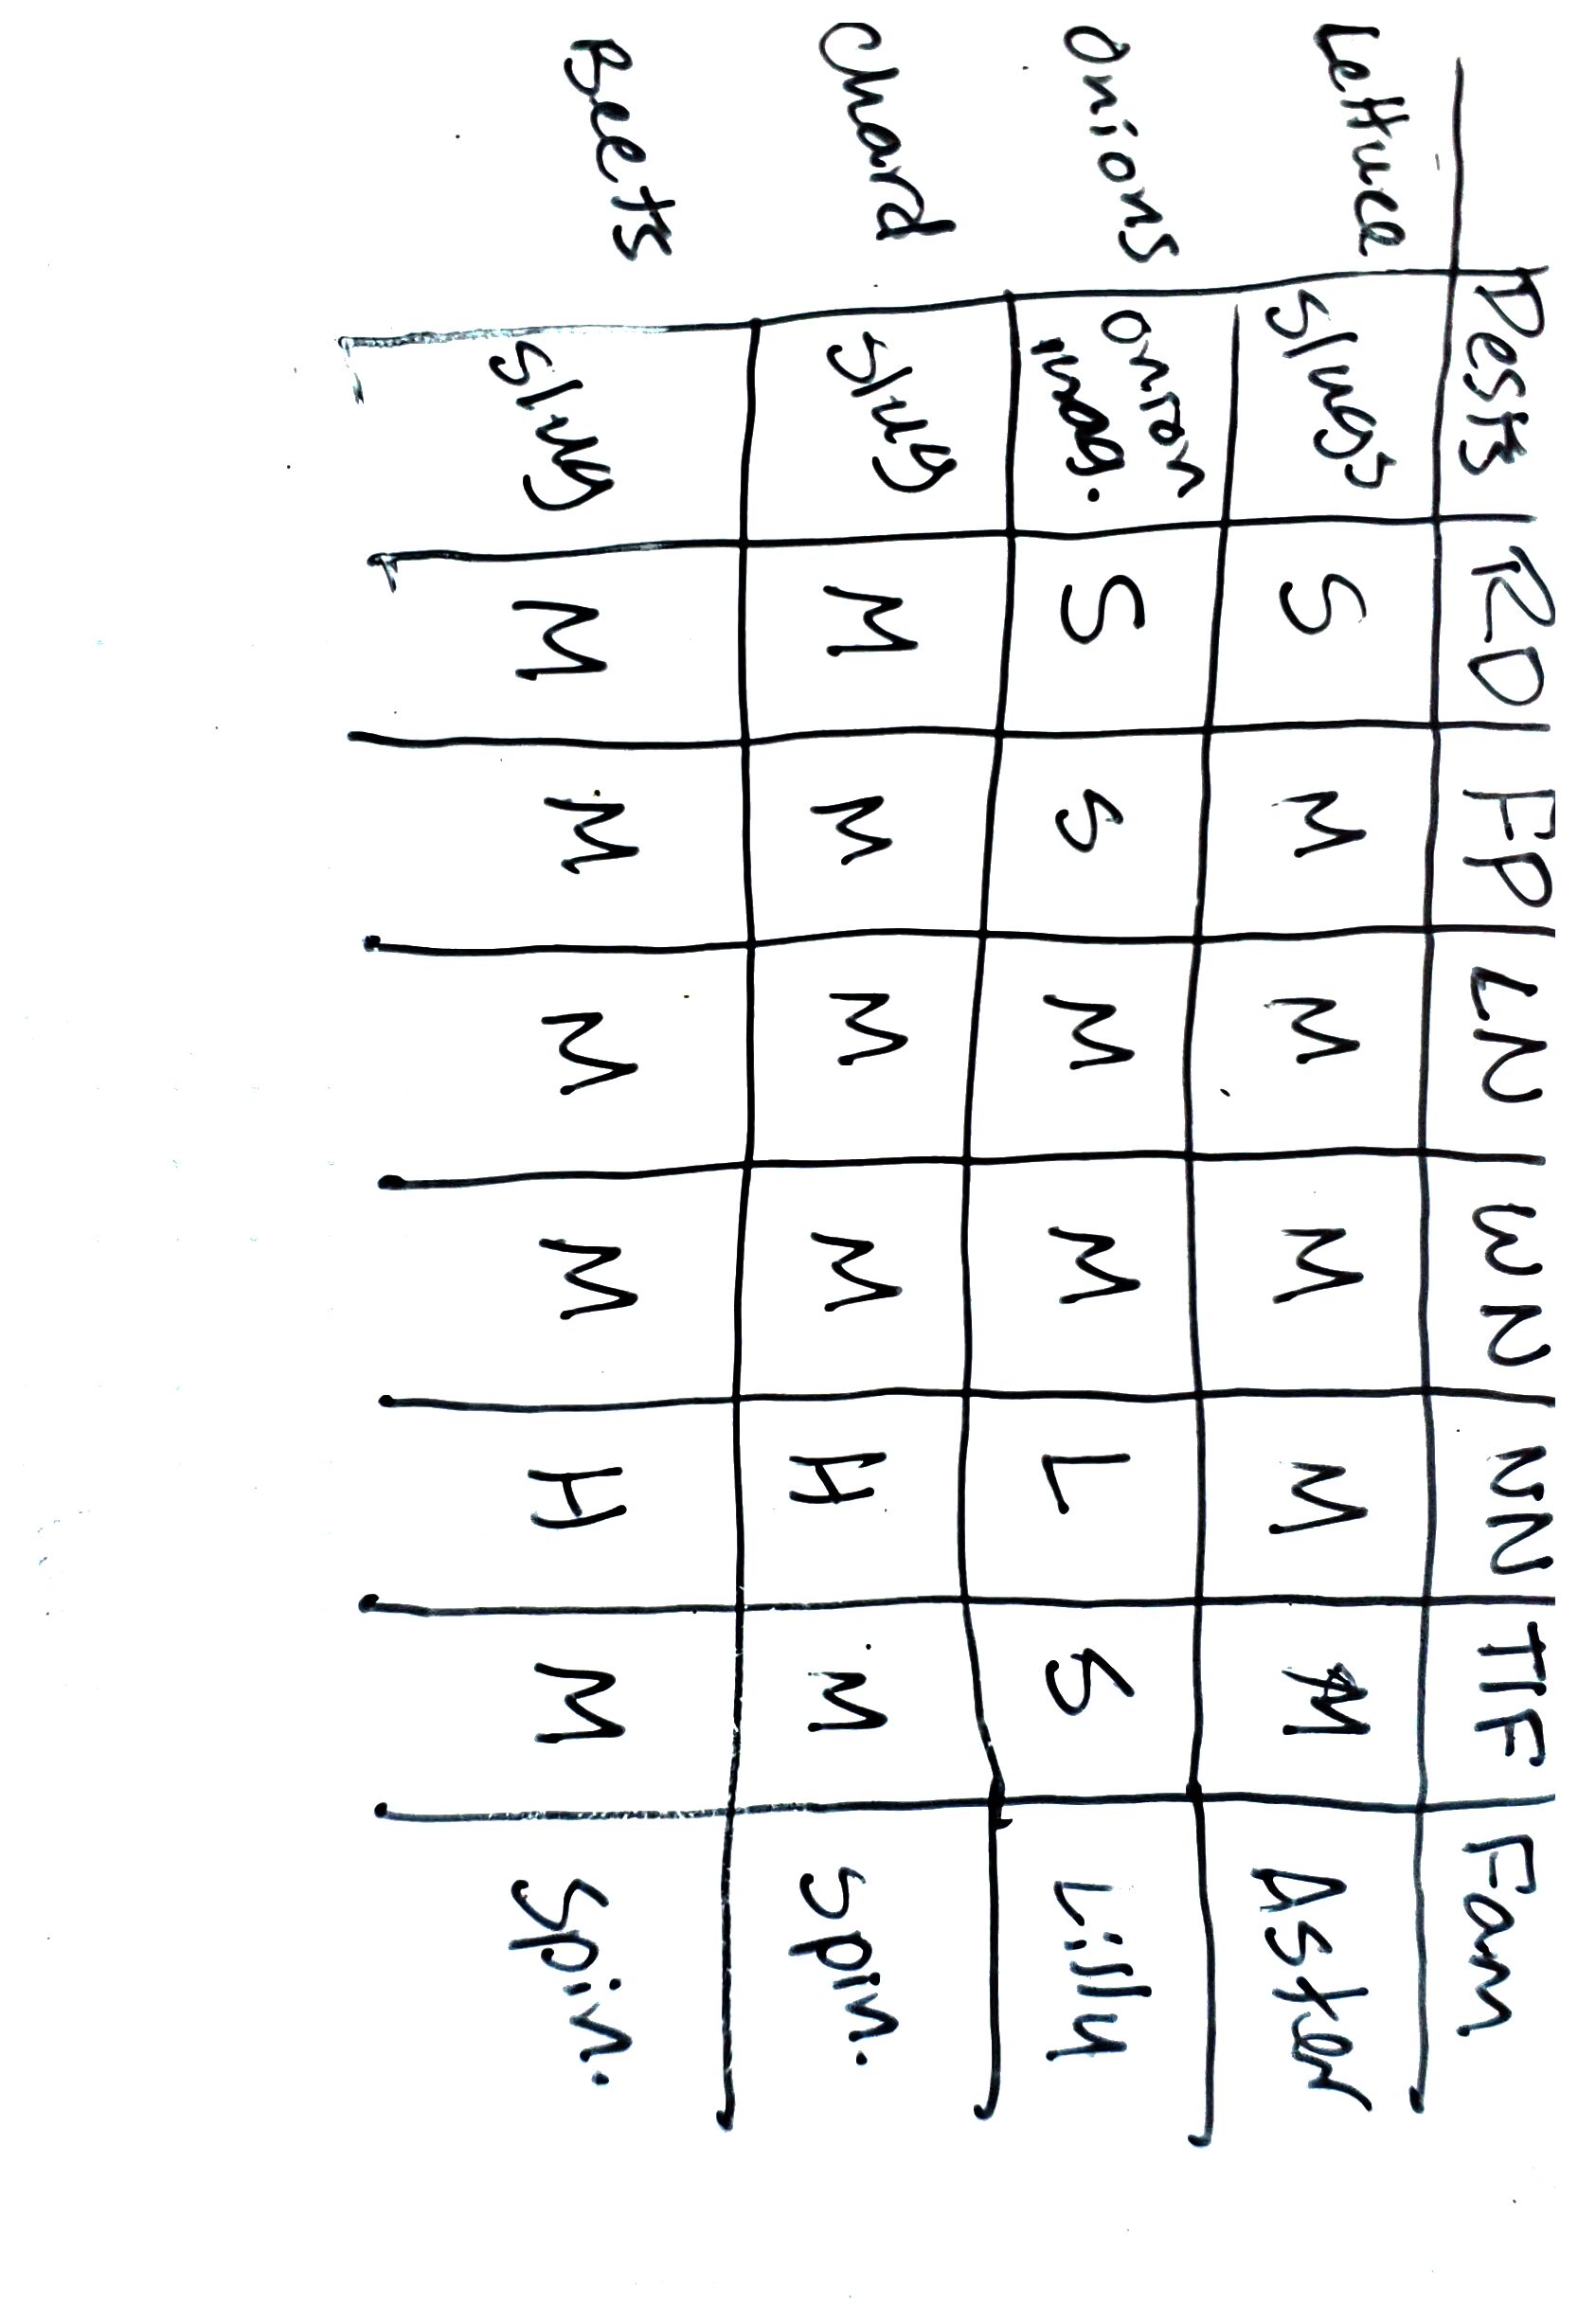 Pests RD FP LN WN NN TIF Fam
Lettuce Slugs S M M M M M Aster
Onions Onion S S M M L S Lilly
mag.
Chard Slug M M M M H M Spin.
Beets Slug M M M M H M Spin.